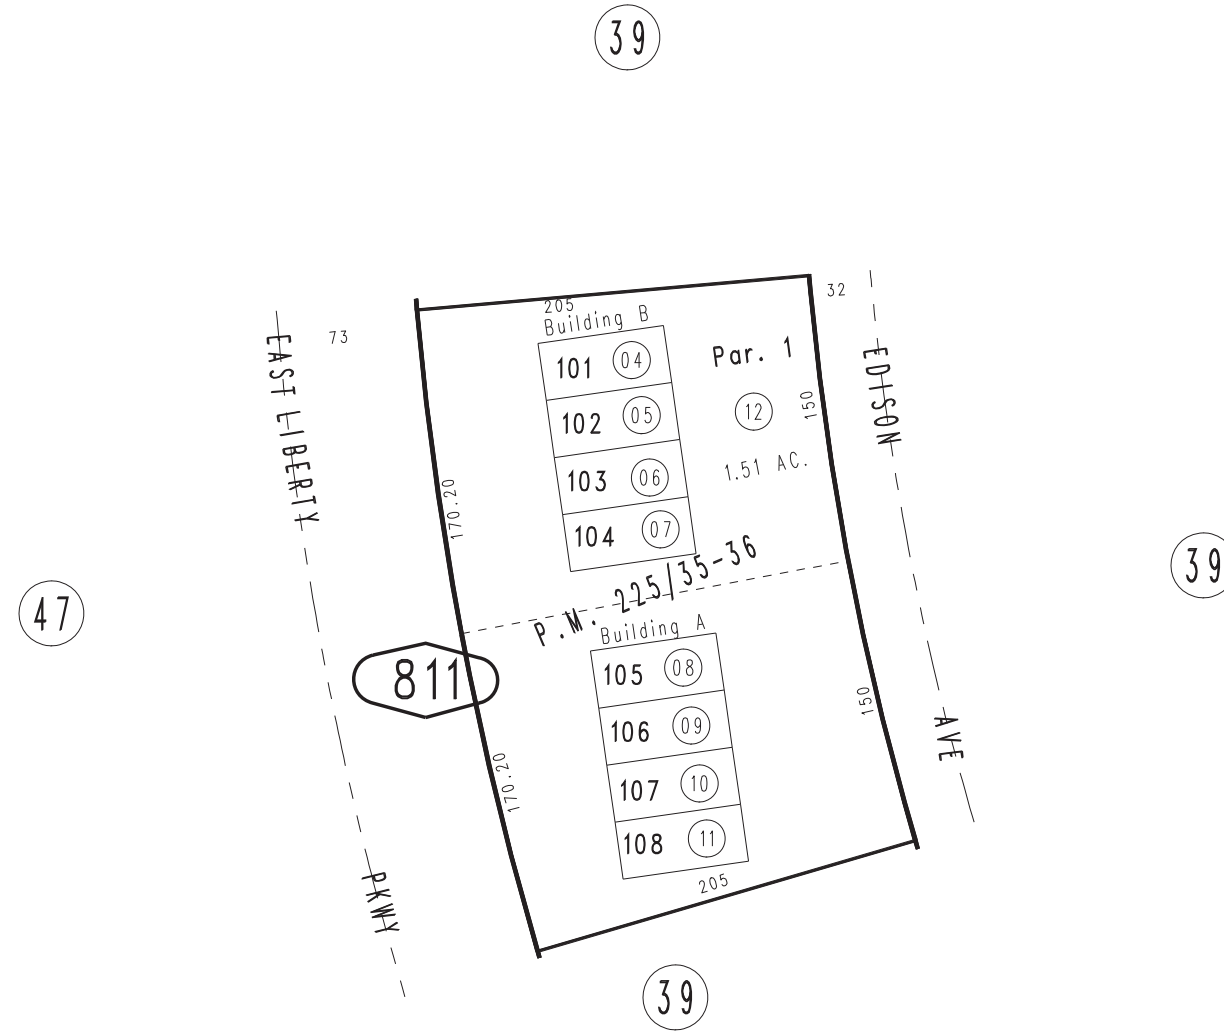 39
32
205
Building B
73
EAST LIBERTY
101 04
Par. 1
EDISON
102 05
12
150
103 06
1.51 AC.
170.20
104 07
P.M. 225/35-36
39
47
Building A
811
105 08
150
106 09
AVE
170.20
107 10
108 11
PKWY
205
39